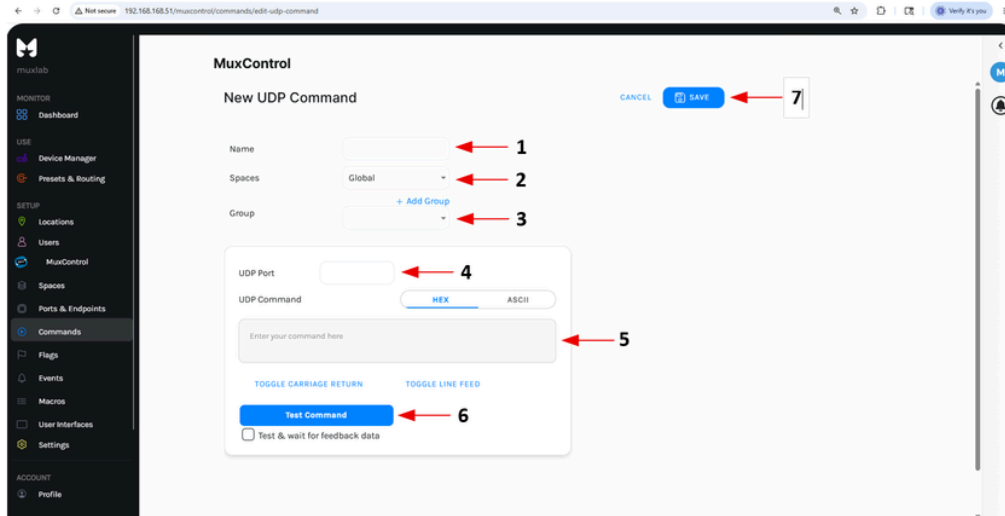 Not secure 192.168.168.51/muxcontrol/commands/edit-udp-command Verify it's you
muxlab
MONITOR
Dashboard
USE
Device Manager
Presets & Routing
SETUP
Locations
Users
MuxControl
Spaces
Ports & Endpoints
Commands
Flags
Events
Macros
User Interfaces
Settings
ACCOUNT
Profile
MuxControl
New UDP Command
CANCEL SAVE 7
Name 1
Spaces Global 2
+ Add Group
Group 3
UDP Port 4
UDP Command HEX ASCII
Enter your command here 5
TOGGLE CARRIAGE RETURN TOGGLE LINE FEED
Test Command 6
Test & wait for feedback data
M